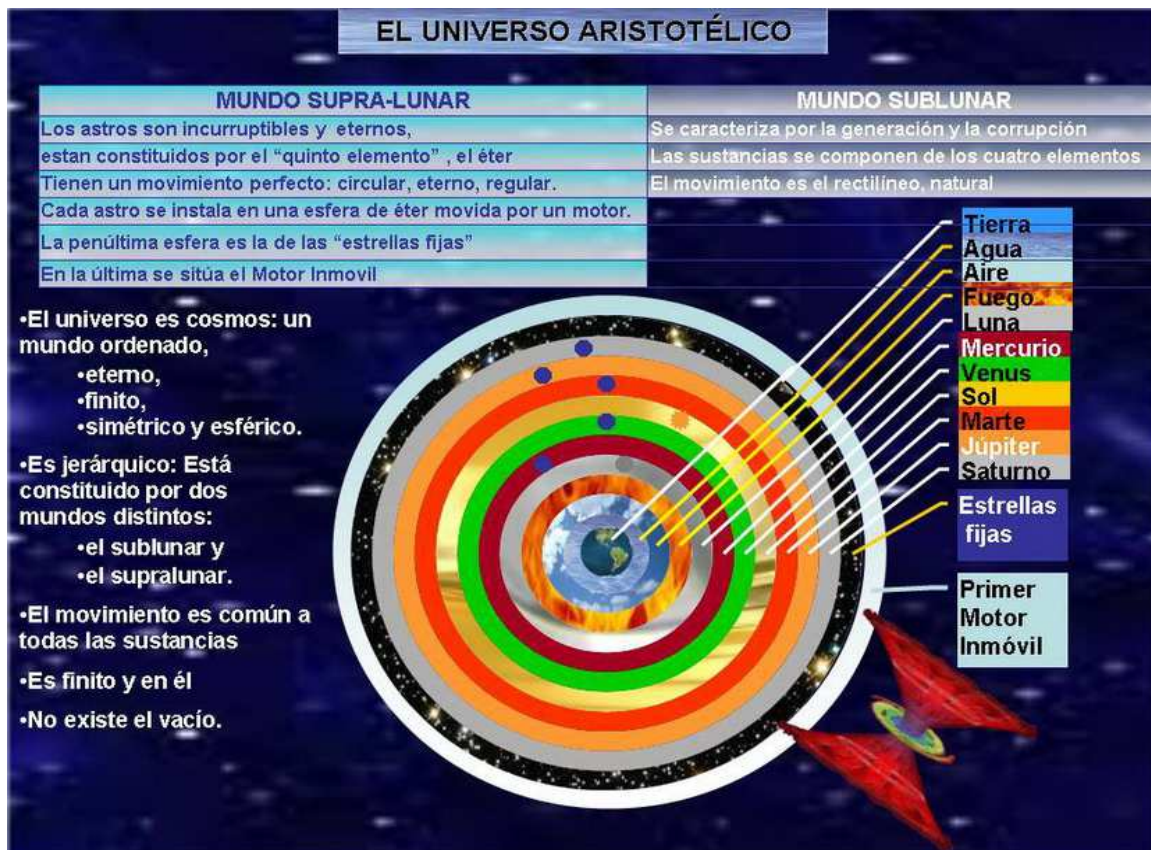 EL UNIVERSO ARISTOTÉLICO
MUNDO SUPRA-LUNAR
Los astros son incurruptibles y eternos,
estan constituidos por el “quinto elemento” , el éter
Tienen un movimiento perfecto: circular, eterno, regular.
Cada astro se instala en una esfera de éter movida por un motor.
La penúltima esfera es la de las “estrellas fijas”
En la última se sitúa el Motor Inmovil
MUNDO SUBLUNAR
Se caracteriza por la generación y la corrupción
Las sustancias se componen de los cuatro elementos
El movimiento es el rectilíneo, natural
•El universo es cosmos: un
mundo ordenado,
•eterno,
•finito,
•simétrico y esférico.
•Es jerárquico: Está
constituido por dos
mundos distintos:
•el sublunar y
•el supralunar.
•El movimiento es común a
todas las sustancias
•Es finito y en él
•No existe el vacío.
Tierra
Agua
Aire
Fuego
Luna
Mercurio
Venus
Sol
Marte
Júpiter
Saturno
Estrellas
fijas
Primer
Motor
Inmóvil